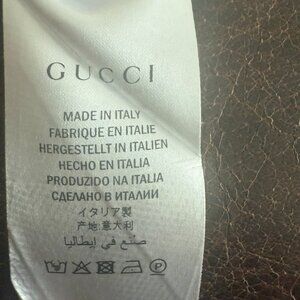 GUCCI
MADE IN ITALY
FABRIQUE EN ITALIE
HERGESTELLT IN ITALIEN
HECHO EN ITALIA
PRODUZIDO NA ITALIA
СДЕЛАНО В ИТАЛИИ
イタリア製
产地:意大利
صنع في إيطاليا